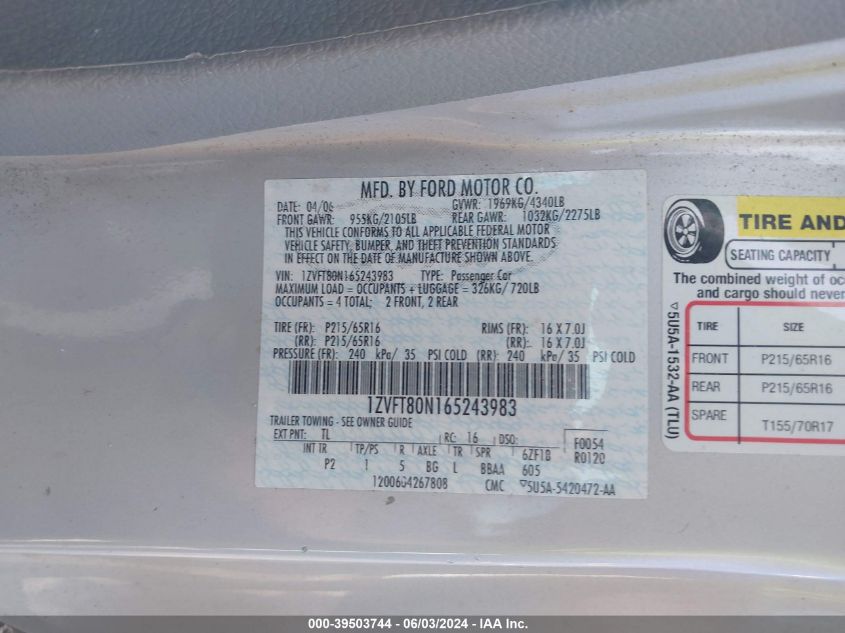 MFD. BY FORD MOTOR CO.
DATE: 04/06 GVWR: 1969KG/4340LB
FRONT GAWR: 955KG/2105LB REAR GAWR: 1032KG/2275LB
THIS VEHICLE CONFORMS TO ALL APPLICABLE FEDERAL MOTOR
VEHICLE SAFETY, BUMPER, AND THEFT PREVENTION STANDARDS
IN EFFECT ON THE DATE OF MANUFACTURE SHOWN ABOVE.
VIN: 1ZVFT80N165243983 TYPE: Passenger Car
MAXIMUM LOAD = OCCUPANTS + LUGGAGE = 326KG/ 720LB
OCCUPANTS = 4 TOTAL; 2 FRONT, 2 REAR
TIRE (FR): P215/65R16 RIMS (FR): 16 X 7.0J
(RR): P215/65R16 (RR): 16 X 7.0J
PRESSURE (FR): 240 kPa/ 35 PSI COLD (RR): 240 kPa/ 35 PSI COLD
1ZVFT80N165243983
TRAILER TOWING - SEE OWNER GUIDE
EXT PNT: TL RC: 16 DSO: F0054
INT TR TP/PS R AXLE TR SPR 6ZF1B R0120
P2 1 5 BG L BBAA 605
1200604267808 CMC ▽5U5A-5420472-AA
TIRE AND
SEATING CAPACITY
The combined weight of oc
and cargo should never
TIRE SIZE
FRONT P215/65R16
REAR P215/65R16
SPARE T155/70R17
▽5U5A-1532-AA (TLU)
000-39503744 - 06/03/2024 - IAA Inc.